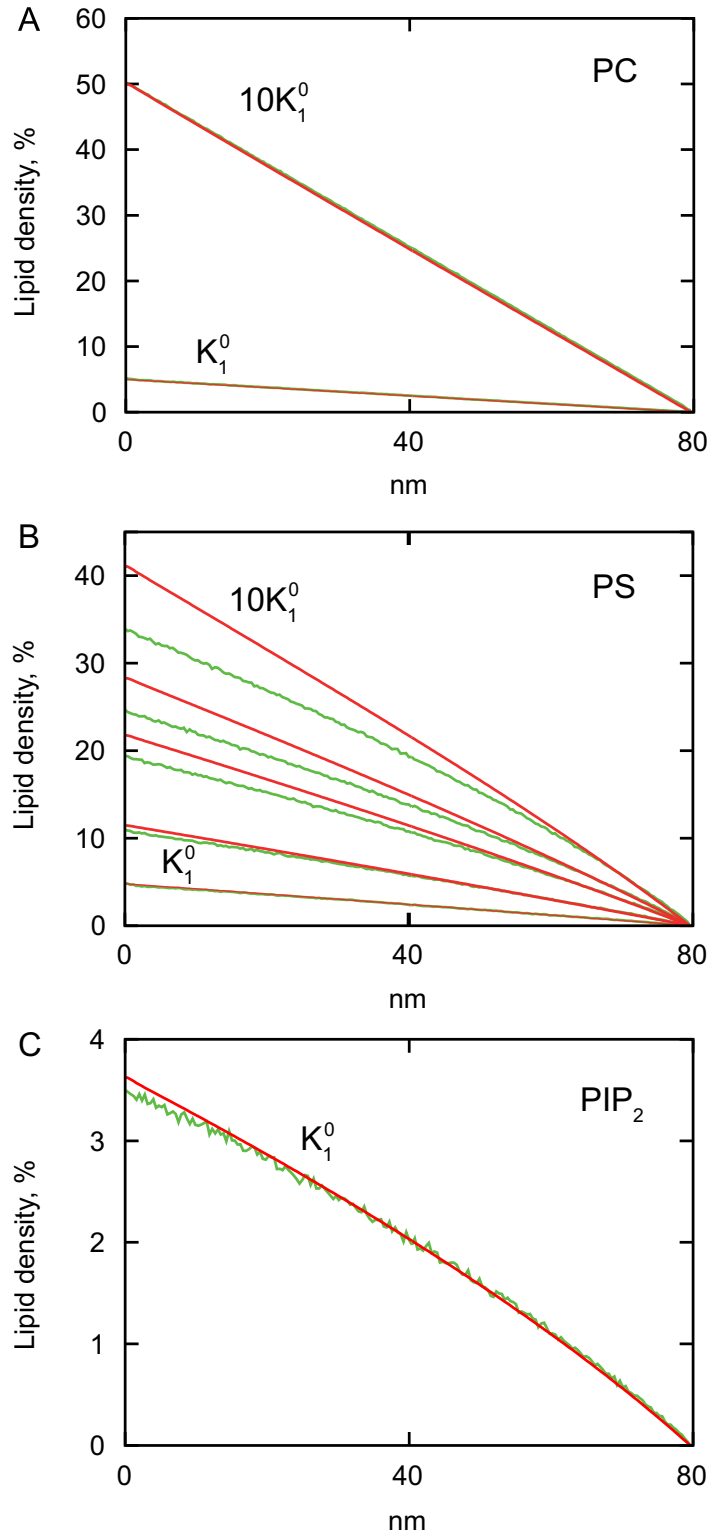 A
60
50
40
30
20
10
0
Lipid density, %
PC
10K₁⁰
K₁⁰
0 40 80
nm
B
40
30
20
10
0
Lipid density, %
PS
10K₁⁰
K₁⁰
0 40 80
nm
C
4
3
2
1
0
Lipid density, %
PIP₂
K₁⁰
0 40 80
nm